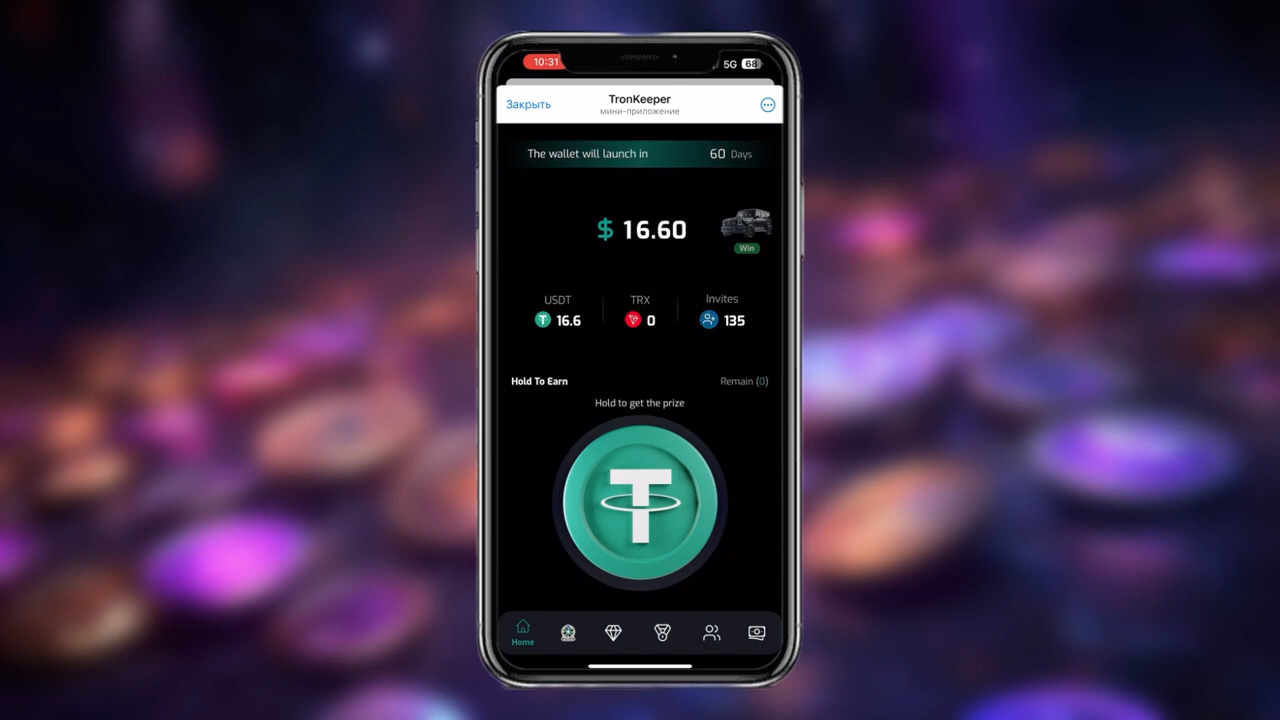 10:31
5G 68
Закрыть
TronKeeper
мини-приложение
The wallet will launch in 60 Days
$ 16.60
Win
USDT TRX Invites
16.6 0 135
Hold To Earn Remain (0)
Hold to get the prize
Home